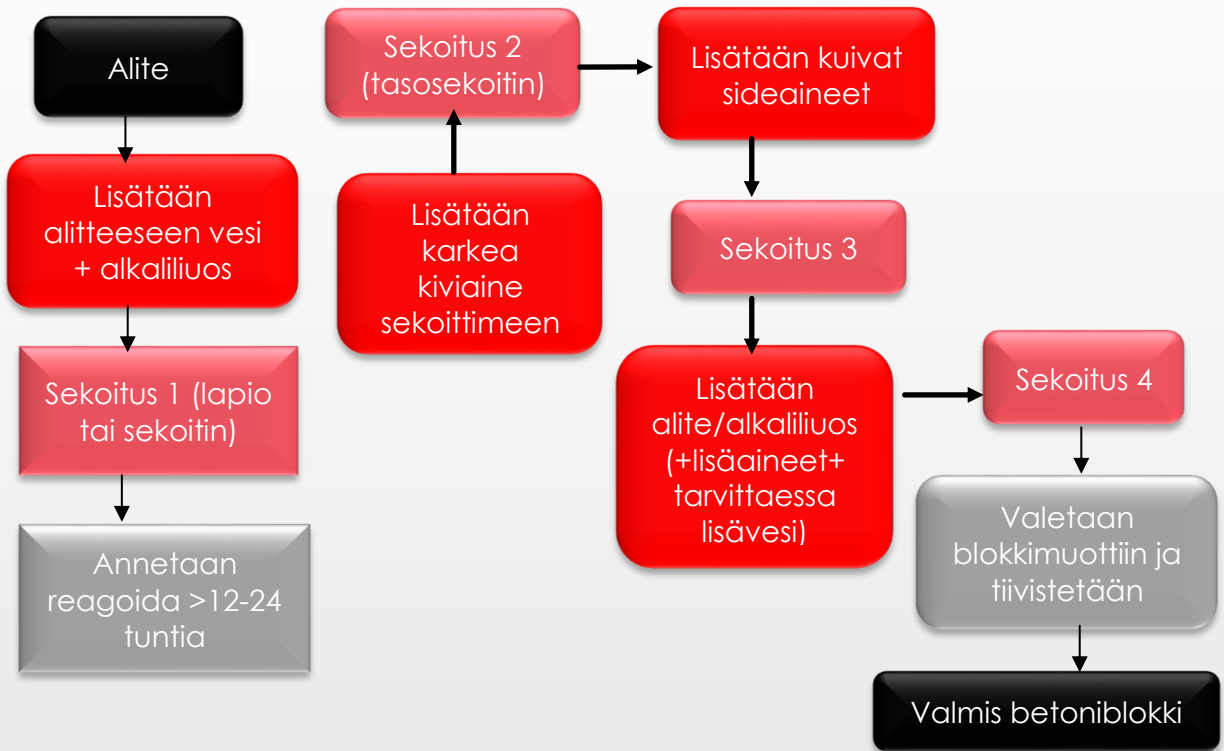 Alite
Lisätään
alitteeseen vesi
+ alkaliliuos
Sekoitus 1 (lapio
tai sekoitin)
Annetaan
reagoida >12-24
tuntia
Lisätään
karkea
kiviaine
sekoittimeen
Sekoitus 2
(tasosekoitin)
Lisätään kuivat
sideaineet
Sekoitus 3
Lisätään
alite/alkaliliuos
(+lisäaineet+
tarvittaessa
lisävesi)
Sekoitus 4
Valetaan
blokkimuottiin ja
tiivistetään
Valmis betoniblokki